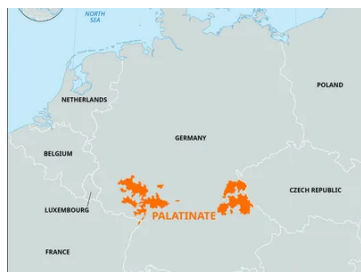 NORTH
SEA
POLAND
NETHERLANDS
GERMANY
BELGIUM
CZECH REPUBLIC
LUXEMBOURG
PALATINATE
FRANCE